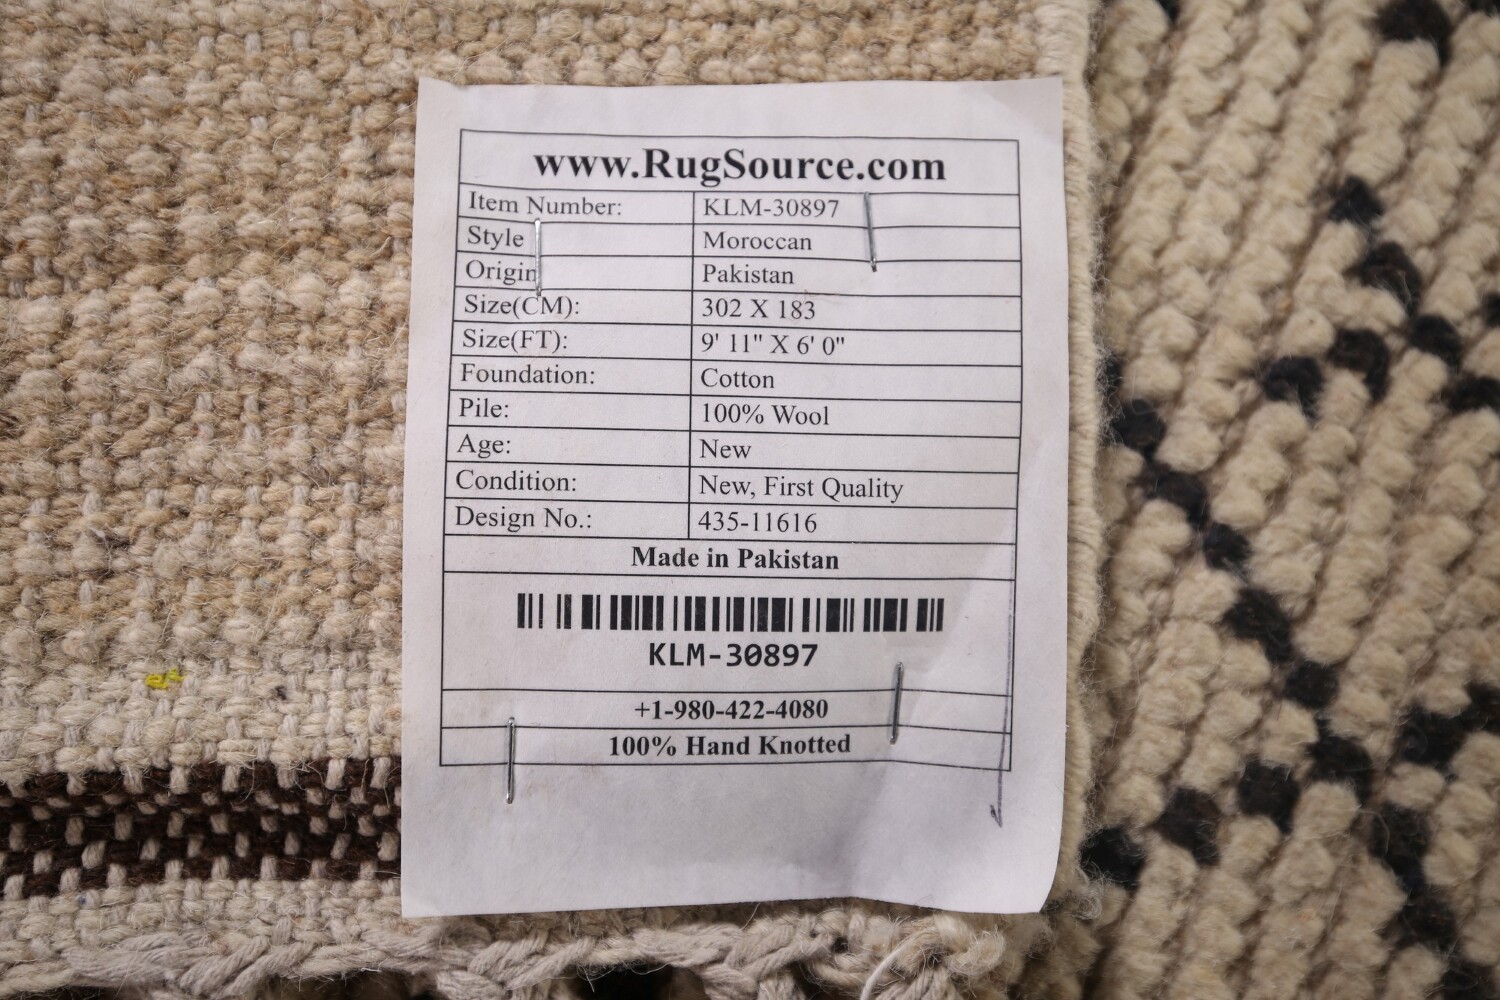 www.RugSource.com
Item Number: KLM-30897
Style Moroccan
Origin Pakistan
Size(CM): 302 X 183
Size(FT): 9' 11" X 6' 0"
Foundation: Cotton
Pile: 100% Wool
Age: New
Condition: New, First Quality
Design No.: 435-11616
Made in Pakistan
KLM-30897
+1-980-422-4080
100% Hand Knotted